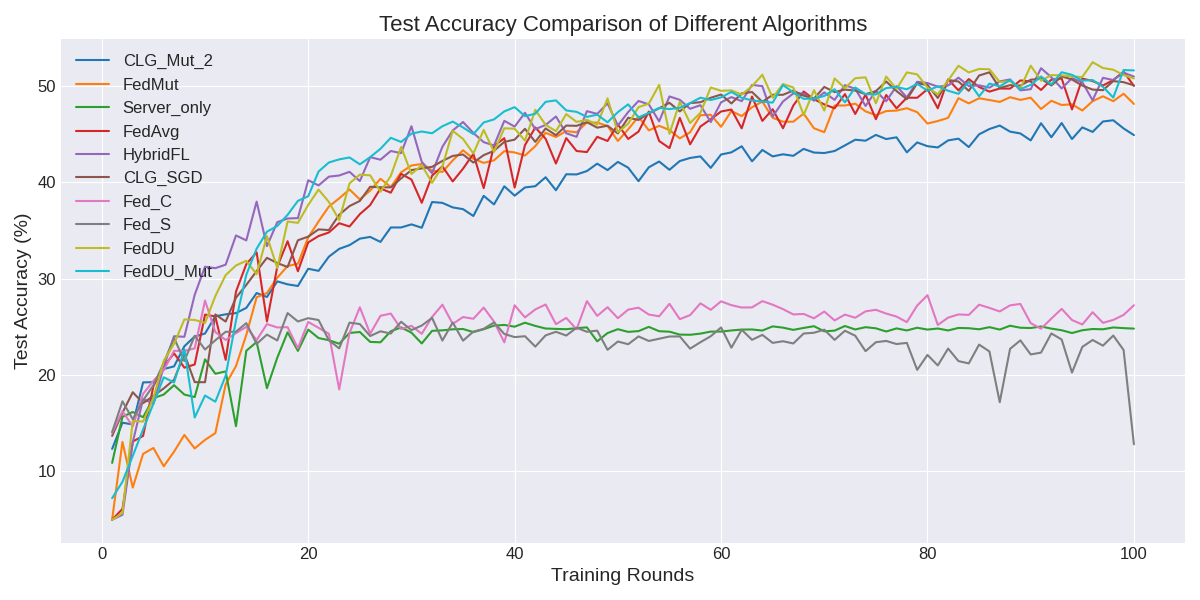 Test Accuracy Comparison of Different Algorithms
CLG_Mut_2
FedMut
Server_only
FedAvg
HybridFL
CLG_SGD
Fed_C
Fed_S
FedDU
FedDU_Mut
Test Accuracy (%)
50
40
30
20
10
0 20 40 60 80 100
Training Rounds